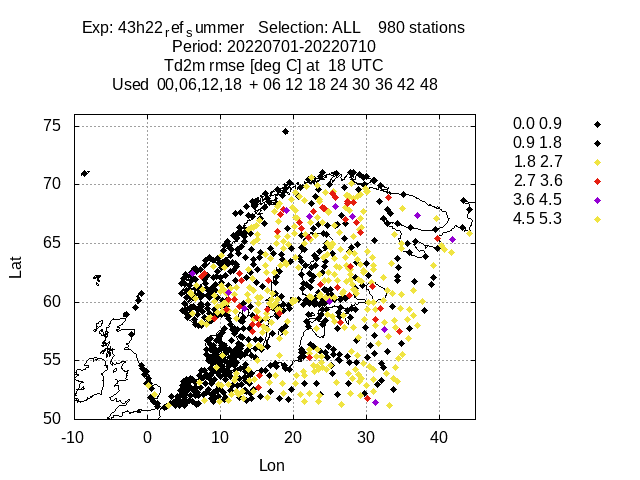 Exp: 43h22refsummer   Selection: ALL    980 stations
Period: 20220701-20220710
Td2m rmse [deg C] at  18 UTC
Used  00,06,12,18  + 06 12 18 24 30 36 42 48
75
70
65
60
55
50
-10 0 10 20 30 40
Lat
Lon
0.0 0.9
0.9 1.8
1.8 2.7
2.7 3.6
3.6 4.5
4.5 5.3